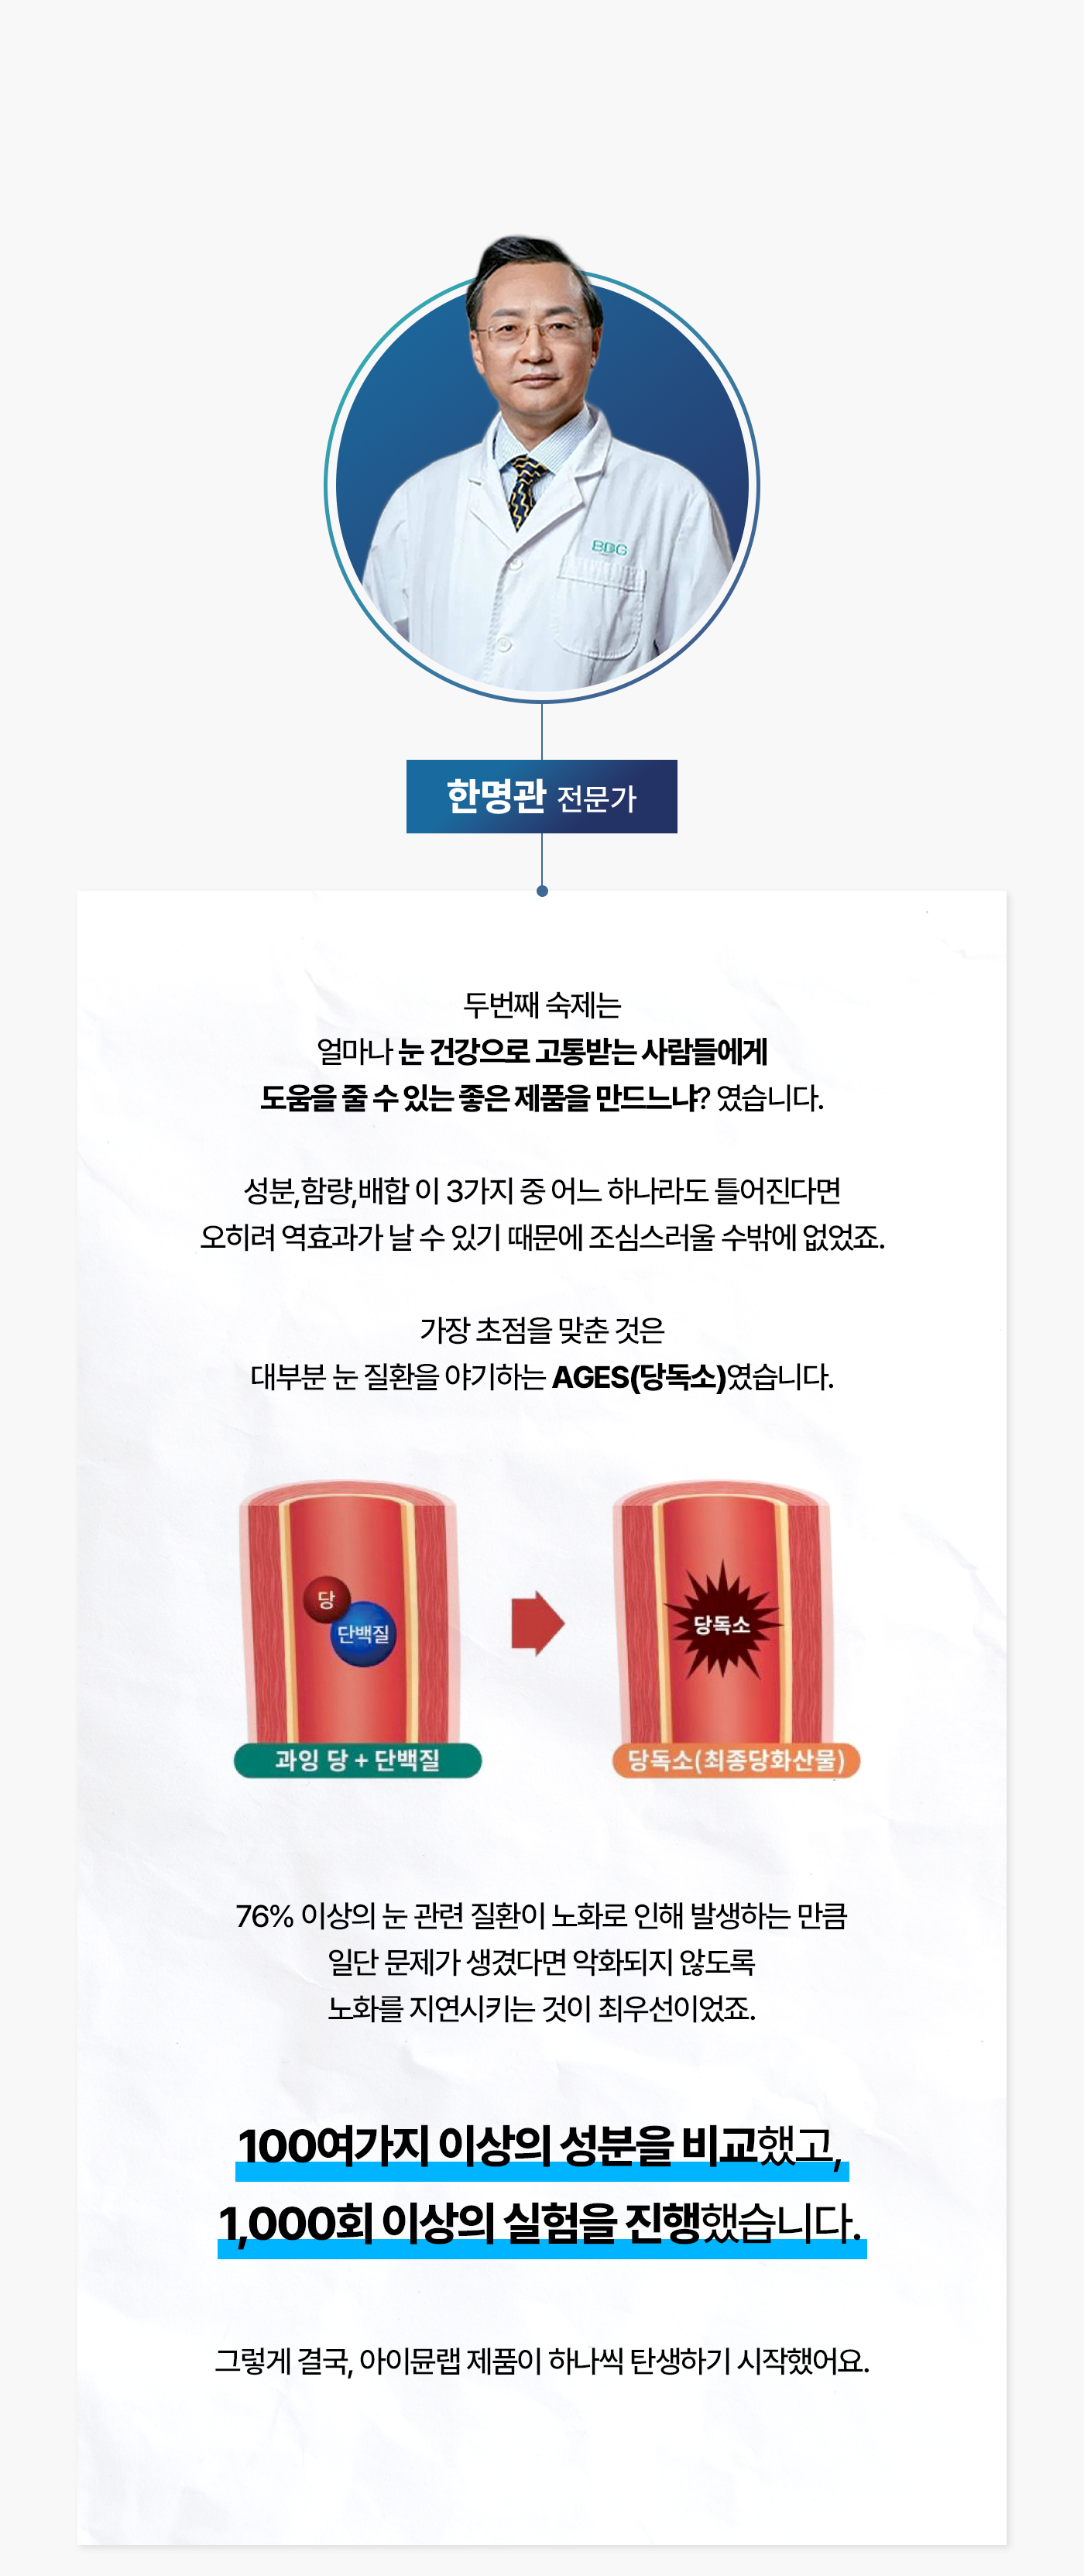 BBG
한명관 전문가
두번째 숙제는
얼마나 눈 건강으로 고통받는 사람들에게
도움을 줄 수 있는 좋은 제품을 만드느냐? 였습니다.
성분,함량,배합 이 3가지 중 어느 하나라도 틀어진다면
오히려 역효과가 날 수 있기 때문에 조심스러울 수밖에 없었죠.
가장 초점을 맞춘 것은
대부분 눈 질환을 야기하는 AGES(당독소)였습니다.
당
단백질
당독소
과잉 당 + 단백질
당독소(최종당화산물)
76% 이상의 눈 관련 질환이 노화로 인해 발생하는 만큼
일단 문제가 생겼다면 악화되지 않도록
노화를 지연시키는 것이 최우선이었죠.
100여가지 이상의 성분을 비교했고,
1,000회 이상의 실험을 진행했습니다.
그렇게 결국, 아이뮨랩 제품이 하나씩 탄생하기 시작했어요.